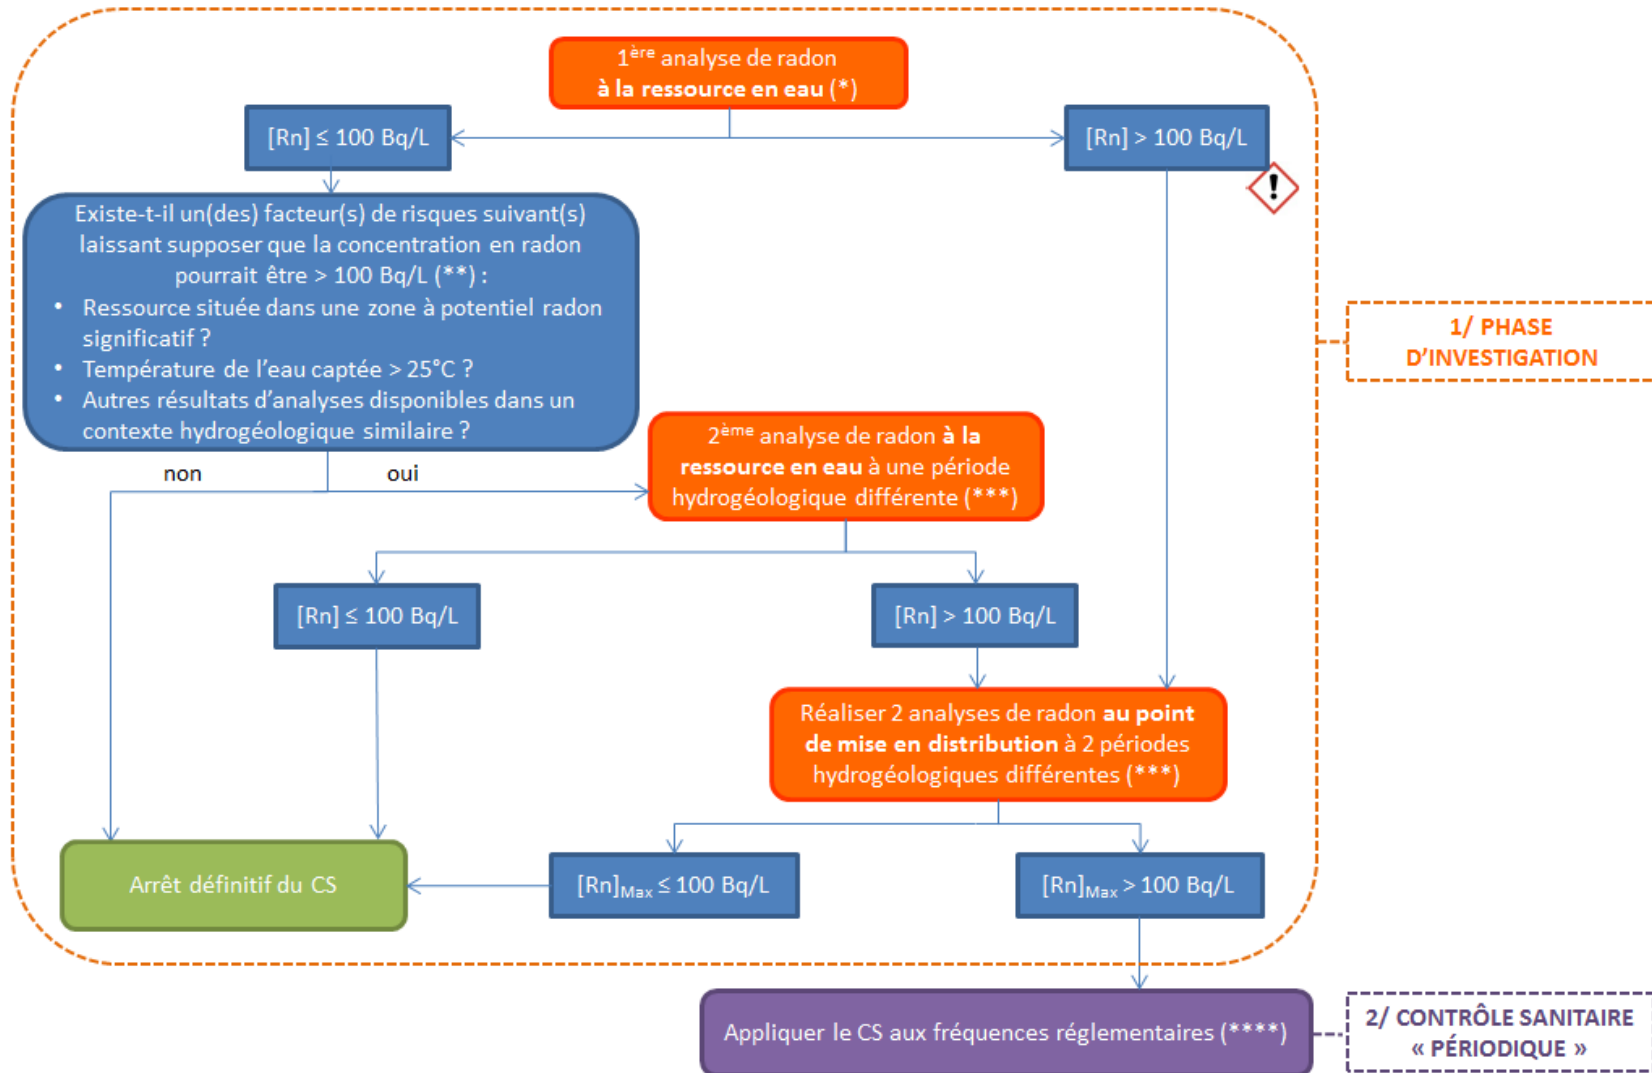 1ère analyse de radon
à la ressource en eau (*)
[Rn] ≤ 100 Bq/L
[Rn] > 100 Bq/L
!
Existe-t-il un(des) facteur(s) de risques suivant(s)
laissant supposer que la concentration en radon
pourrait être > 100 Bq/L (**) :
• Ressource située dans une zone à potentiel radon
significatif ?
• Température de l'eau captée > 25°C ?
• Autres résultats d'analyses disponibles dans un
contexte hydrogéologique similaire ?
1/ PHASE
D'INVESTIGATION
non
oui
2ème analyse de radon à la
ressource en eau à une période
hydrogéologique différente (***)
[Rn] ≤ 100 Bq/L
[Rn] > 100 Bq/L
Réaliser 2 analyses de radon au point
de mise en distribution à 2 périodes
hydrogéologiques différentes (***)
Arrêt définitif du CS
[Rn]Max ≤ 100 Bq/L
[Rn]Max > 100 Bq/L
Appliquer le CS aux fréquences réglementaires (****)
2/ CONTRÔLE SANITAIRE
« PÉRIODIQUE »